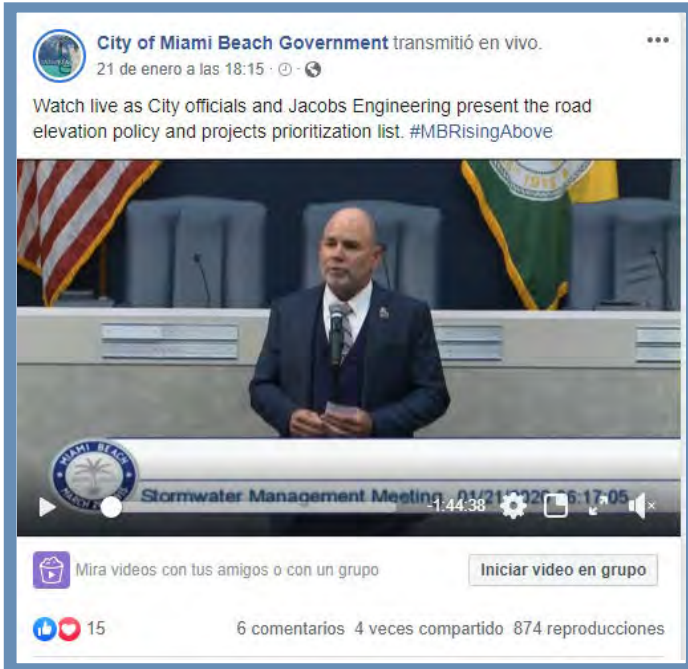 City of Miami Beach Government transmitió en vivo.
21 de enero a las 18:15
Watch live as City officials and Jacobs Engineering present the road
elevation policy and projects prioritization list. #MBRisingAbove
1915
MIAMI BEACH
Stormwater Management Meeting 01/21/2020 06:17:05
-1:44:38
Mira videos con tus amigos o con un grupo
Iniciar video en grupo
15
6 comentarios 4 veces compartido 874 reproducciones